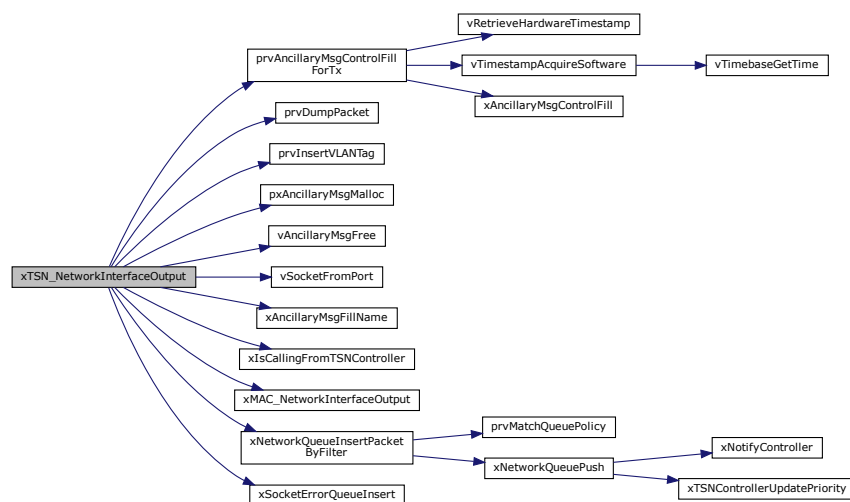 xTSN_NetworkInterfaceOutput
prvAncillaryMsgControlFill
ForTx
vRetrieveHardwareTimestamp
vTimestampAcquireSoftware
vTimebaseGetTime
xAncillaryMsgControlFill
prvDumpPacket
prvInsertVLANTag
pxAncillaryMsgMalloc
vAncillaryMsgFree
vSocketFromPort
xAncillaryMsgFillName
xIsCallingFromTSNController
xMAC_NetworkInterfaceOutput
xNetworkQueueInsertPacket
ByFilter
prvMatchQueuePolicy
xNetworkQueuePush
xNotifyController
xTSNControllerUpdatePriority
xSocketErrorQueueInsert